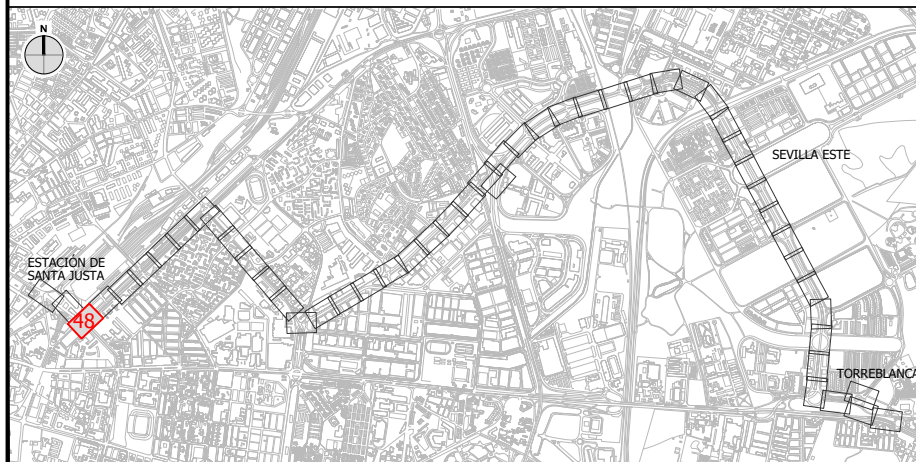 N
SEVILLA ESTE
ESTACIÓN DE
SANTA JUSTA
48
TORREBLANCA